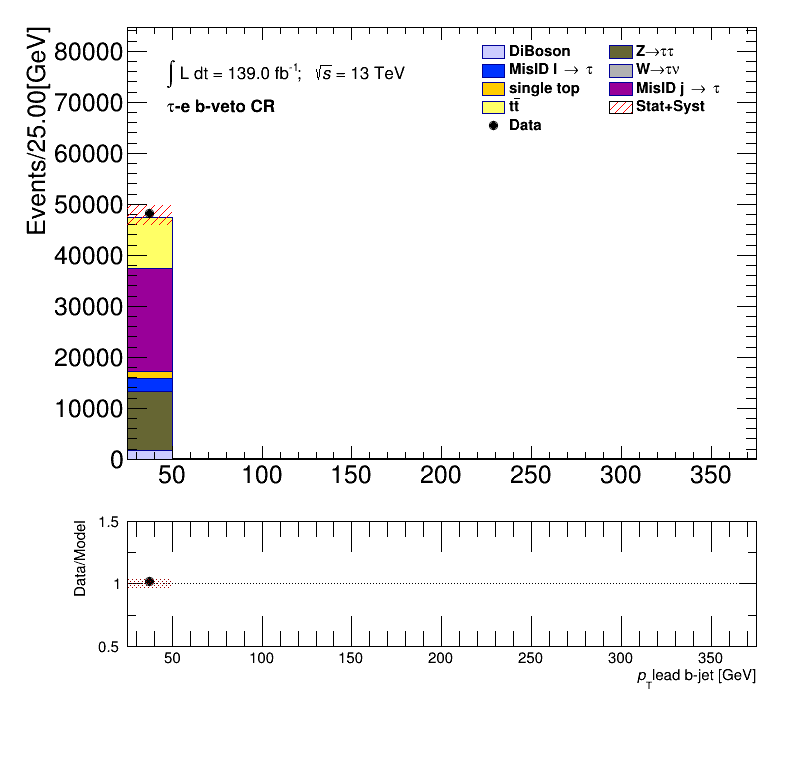 Events/25.00[GeV]
80000
70000
60000
50000
40000
30000
20000
10000
0
∫ L dt = 139.0 fb⁻¹; √s = 13 TeV
τ-e b-veto CR
DiBoson
MisID l → τ
single top
tt̄
Data
Z→ττ
W→τν
MisID j → τ
Stat+Syst
50 100 150 200 250 300 350
Data/Model
1.5
1
0.5
50 100 150 200 250 300 350
p_T lead b-jet [GeV]